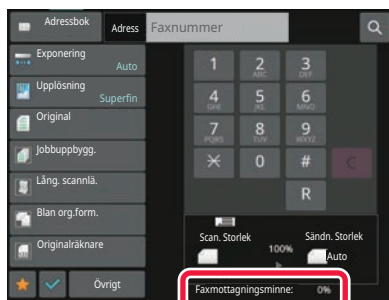 Adressbok
Adress Faxnummer
Exponering
Auto
Upplösning
Superfin
Original
Jobbuppbygg.
Lång. scannlä.
Blan org.form.
Originalräknare
Övrigt
1 2 3
ABC DEF
4 5 6
GHI JKL MNO
7 8 9
PQRS TUV WXYZ
0 # C
R
Scan. Storlek 100% Sändn. Storlek
Auto
Faxmottagningsminne: 0%